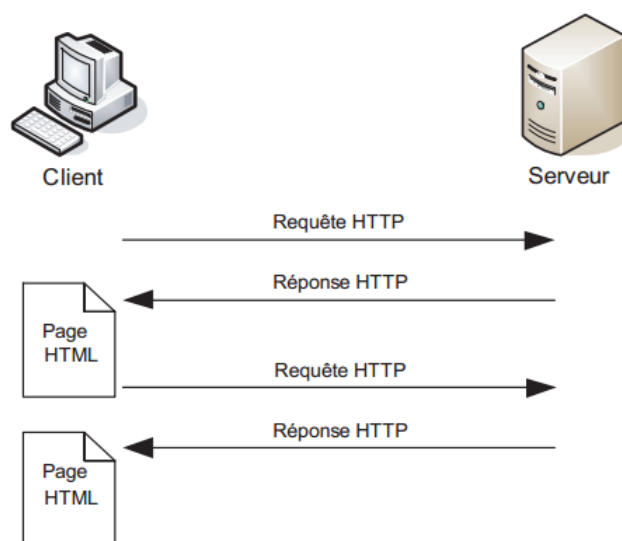 Client
Serveur
Requête HTTP
Réponse HTTP
Page
HTML
Requête HTTP
Réponse HTTP
Page
HTML